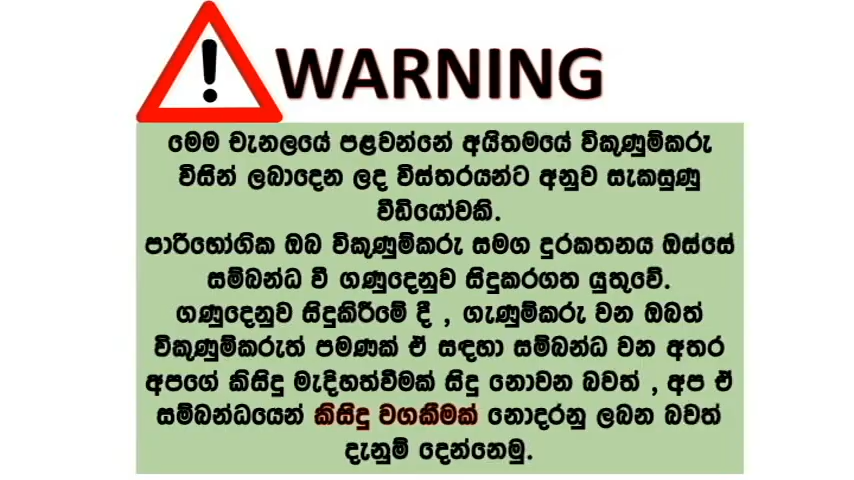 WARNING
මෙම චැනලයේ පළවන්නේ අයිතමයේ විකුණුම්කරු
විසින් ලබාදෙන ලද විස්තරයන්ට අනුව සැකසුණු
වීඩියෝවකි.
පාරිභෝගික ඔබ විකුණුම්කරු සමග දුරකතනය ඔස්සේ
සම්බන්ධ වී ගණුදෙනුව සිදුකරගත යුතුවේ.
ගණුදෙනුව සිදුකිරීමේ දී , ගැණුම්කරු වන ඔබත්
විකුණුම්කරුත් පමණක් ඒ සඳහා සම්බන්ධ වන අතර
අපගේ කිසිදු මැදිහත්වීමක් සිදු නොවන බවත් , අප ඒ
සම්බන්ධයෙන් කිසිදු වගකීමක් නොදරනු ලබන බවත්
දැනුම් දෙන්නෙමු.